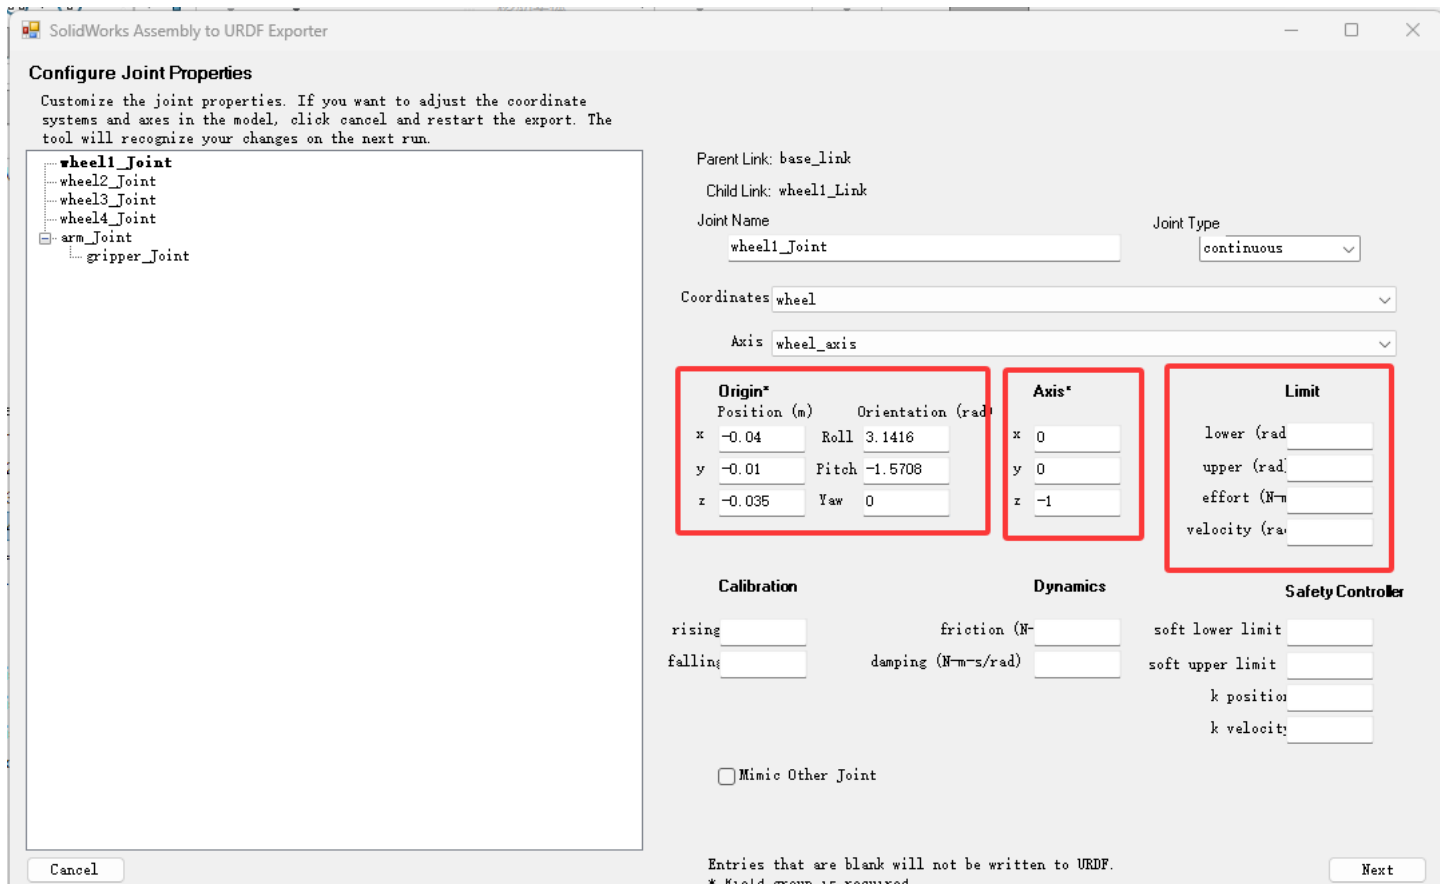 SolidWorks Assembly to URDF Exporter
Configure Joint Properties
Customize the joint properties. If you want to adjust the coordinate
systems and axes in the model, click cancel and restart the export. The
tool will recognize your changes on the next run.
wheel1_Joint
wheel2_Joint
wheel3_Joint
wheel4_Joint
arm_Joint
gripper_Joint
Parent Link: base_link
Child Link: wheel1_Link
Joint Name
Joint Type
wheel1_Joint
continuous
Coordinates wheel
Axis wheel_axis
Origin*
Position (m) Orientation (rad)
x -0.04 Roll 3.1416
y -0.01 Pitch -1.5708
z -0.035 Yaw 0
Axis*
x 0
y 0
z -1
Limit
lower (rad
upper (rad)
effort (N-m
velocity (ra
Calibration
rising
falling
Dynamics
friction (N-
damping (N-m-s/rad)
Safety Controller
soft lower limit
soft upper limit
k position
k velocity
Mimic Other Joint
Cancel
Entries that are blank will not be written to URDF.
* Field group is required
Next